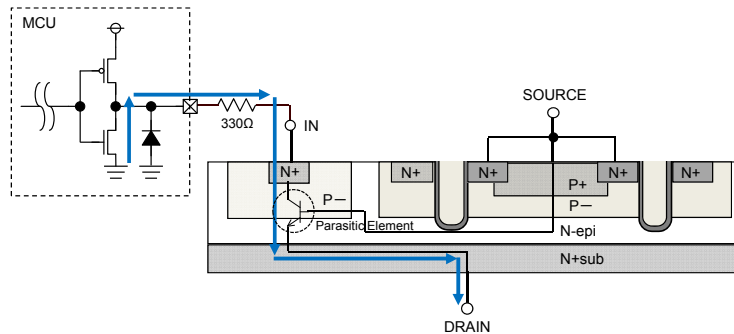 MCU
330Ω
IN
SOURCE
N+
N+
N+
N+
N+
P+
P−
P−
Parasitic Element
N-epi
N+sub
DRAIN